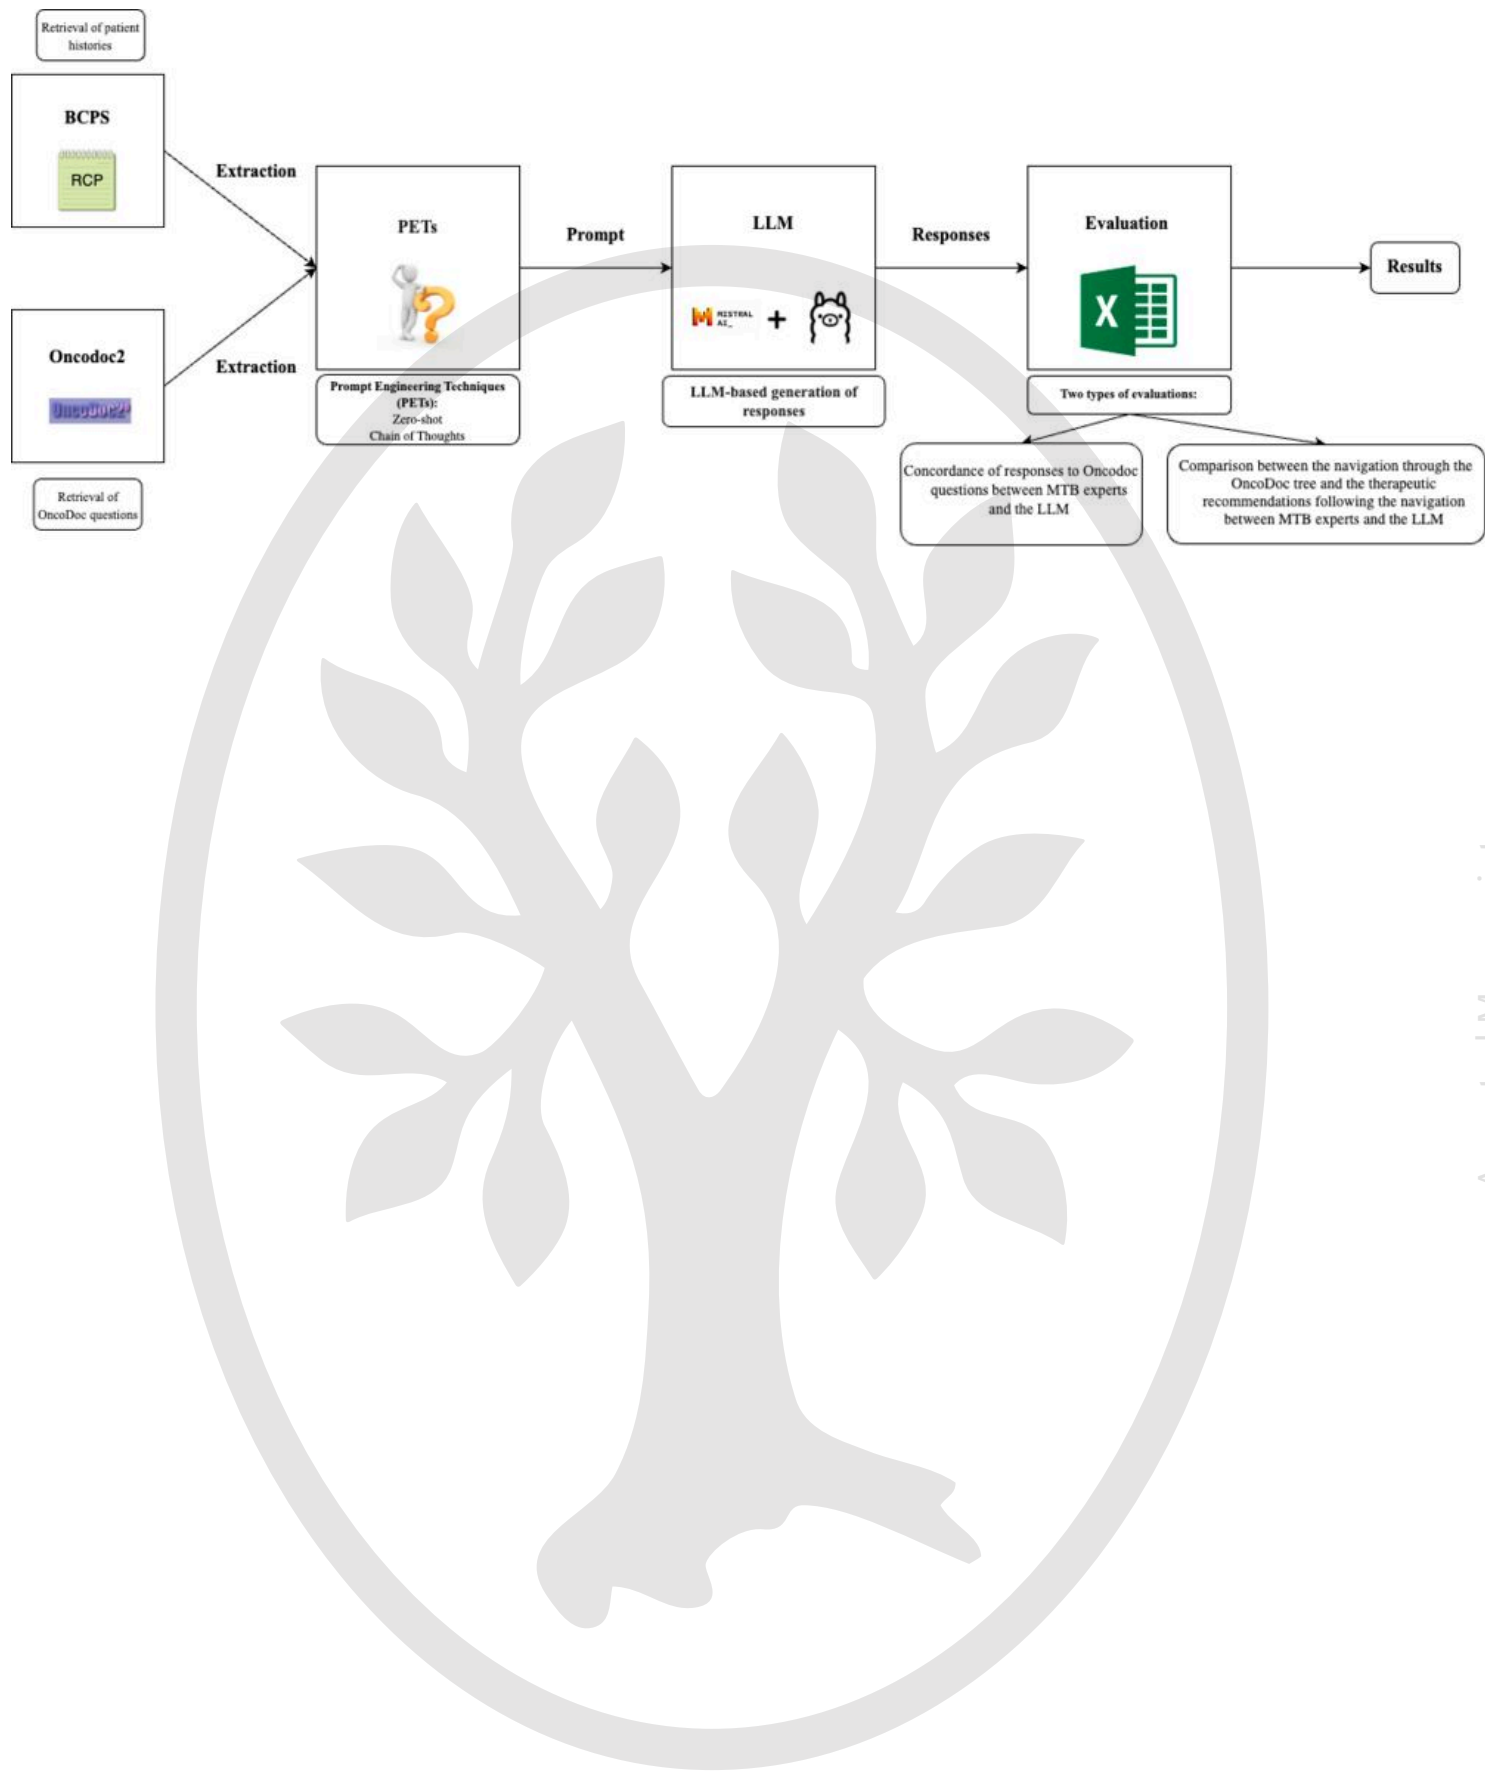 Retrieval of patient
histories
BCPS
RCP
Extraction
Oncodoc2
OncoDoc2
Extraction
Retrieval of
OncoDoc questions
PETs
Prompt Engineering Techniques
(PETs):
Zero-shot
Chain of Thoughts
Prompt
LLM
MISTRAL
AI_
+
LLM-based generation of
responses
Responses
Evaluation
X
Two types of evaluations:
Concordance of responses to Oncodoc
questions between MTB experts
and the LLM
Comparison between the navigation through the
OncoDoc tree and the therapeutic
recommendations following the navigation
between MTB experts and the LLM
Results